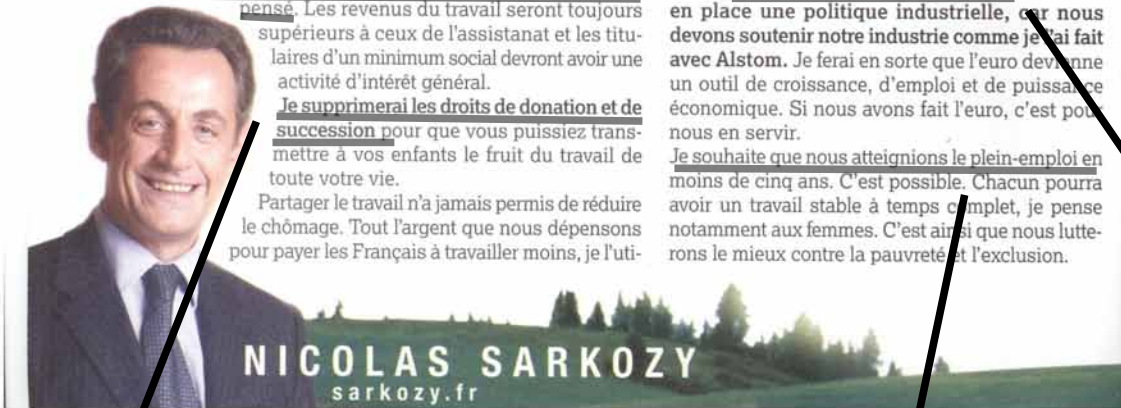 pensé. Les revenus du travail seront toujours
supérieurs à ceux de l'assistanat et les titu-
laires d'un minimum social devront avoir une
activité d'intérêt général.
Je supprimerai les droits de donation et de
succession pour que vous puissiez trans-
mettre à vos enfants le fruit du travail de
toute votre vie.
Partager le travail n'a jamais permis de réduire
le chômage. Tout l'argent que nous dépensons
pour payer les Français à travailler moins, je l'uti-
en place une politique industrielle, car nous
devons soutenir notre industrie comme je l'ai fait
avec Alstom. Je ferai en sorte que l'euro devienne
un outil de croissance, d'emploi et de puissance
économique. Si nous avons fait l'euro, c'est pour
nous en servir.
Je souhaite que nous atteignions le plein-emploi en
moins de cinq ans. C'est possible. Chacun pourra
avoir un travail stable à temps complet, je pense
notamment aux femmes. C'est ainsi que nous lutte-
rons le mieux contre la pauvreté et l'exclusion.
NICOLAS SARKOZY
sarkozy.fr